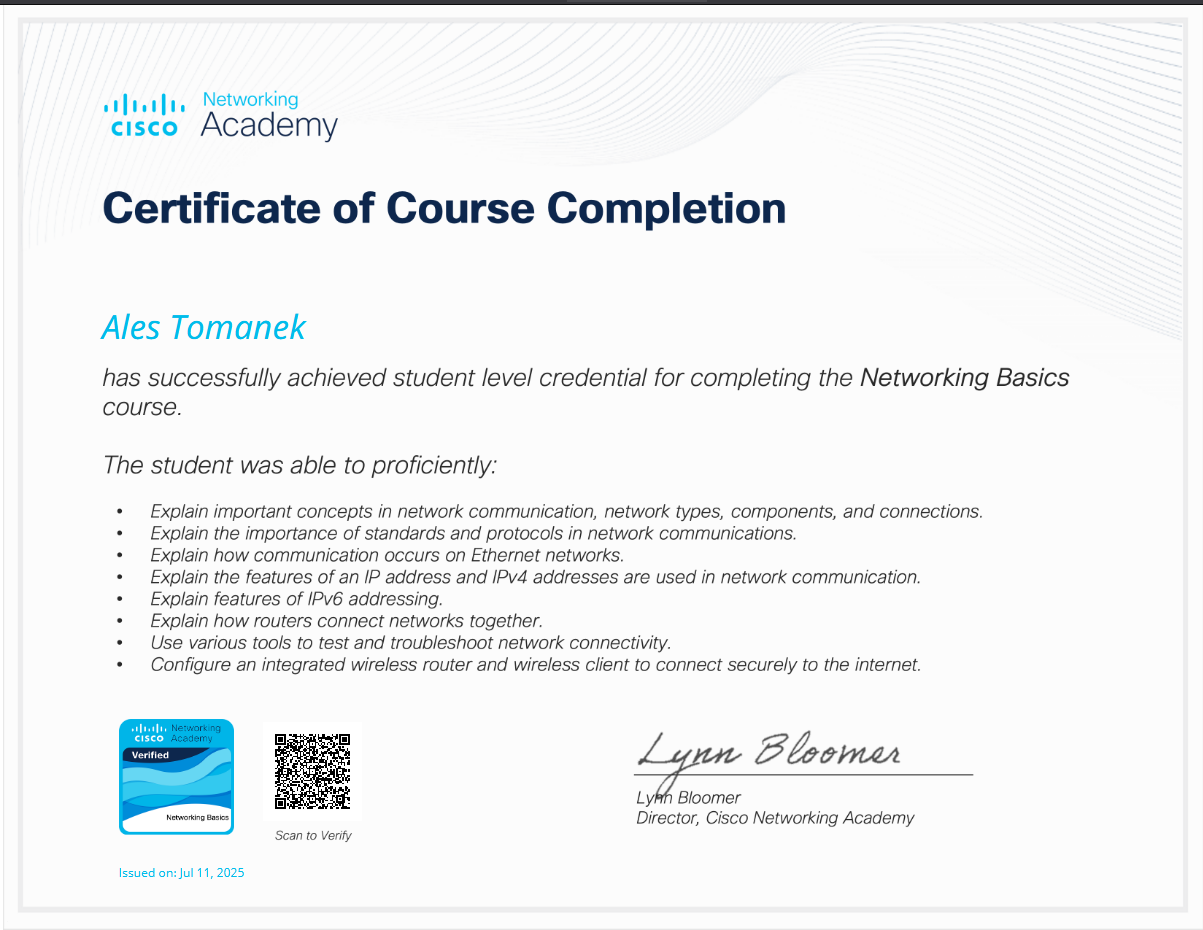 Networking
CISCO Academy
Certificate of Course Completion
Ales Tomanek
has successfully achieved student level credential for completing the Networking Basics
course.
The student was able to proficiently:
• Explain important concepts in network communication, network types, components, and connections.
• Explain the importance of standards and protocols in network communications.
• Explain how communication occurs on Ethernet networks.
• Explain the features of an IP address and IPv4 addresses are used in network communication.
• Explain features of IPv6 addressing.
• Explain how routers connect networks together.
• Use various tools to test and troubleshoot network connectivity.
• Configure an integrated wireless router and wireless client to connect securely to the internet.
Networking
CISCO Academy
Verified
Networking Basics
Scan to Verify
Lynn Bloomer
Lynn Bloomer
Director, Cisco Networking Academy
Issued on: Jul 11, 2025